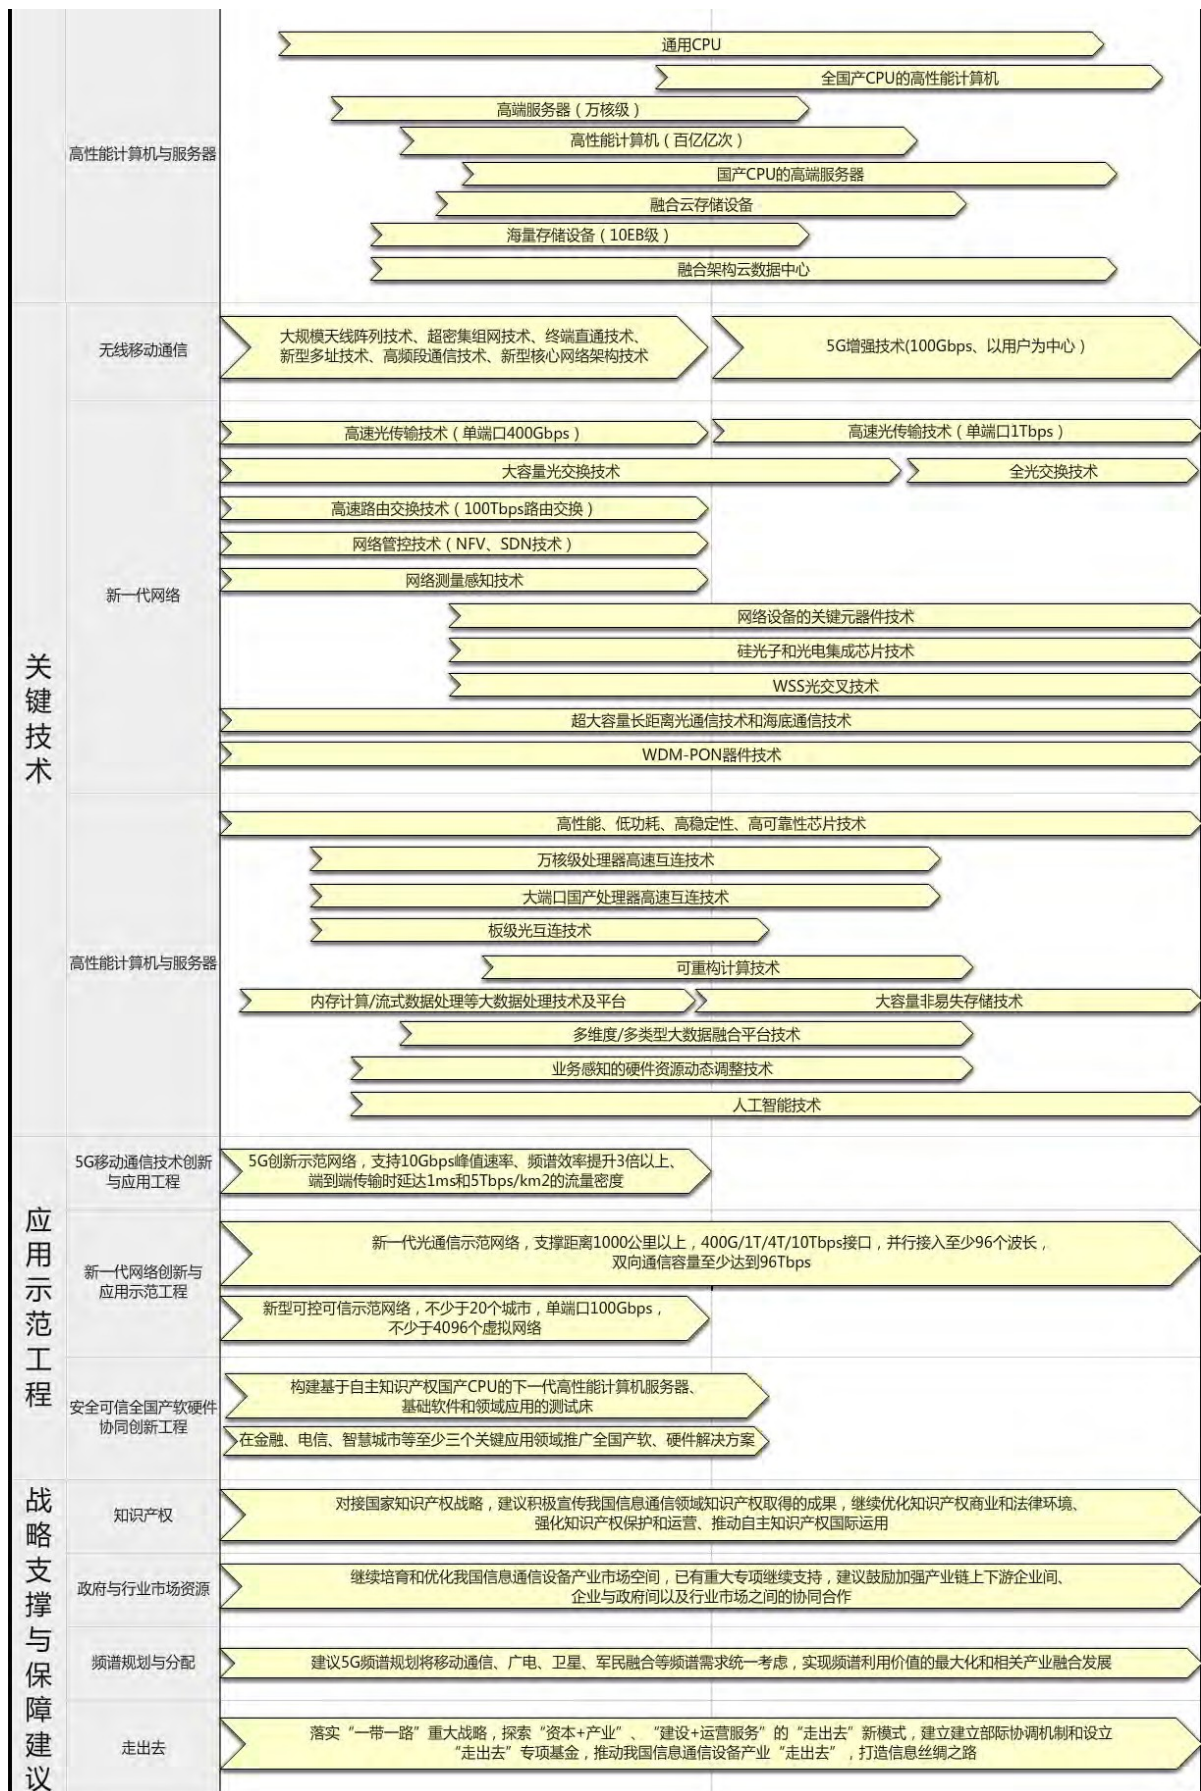 高性能计算机与服务器
通用CPU
全国产CPU的高性能计算机
高端服务器（万核级）
高性能计算机（百亿亿次）
国产CPU的高端服务器
融合云存储设备
海量存储设备（10EB级）
融合架构云数据中心
关键技术
无线移动通信
大规模天线阵列技术、超密集组网技术、终端直通技术、
新型多址技术、高频段通信技术、新型核心网络架构技术
5G增强技术(100Gbps、以用户为中心）
新一代网络
高速光传输技术（单端口400Gbps）
高速光传输技术（单端口1Tbps）
大容量光交换技术
全光交换技术
高速路由交换技术（100Tbps路由交换）
网络管控技术（NFV、SDN技术）
网络测量感知技术
网络设备的关键元器件技术
硅光子和光电集成芯片技术
WSS光交叉技术
超大容量长距离光通信技术和海底通信技术
WDM-PON器件技术
高性能计算机与服务器
高性能、低功耗、高稳定性、高可靠性芯片技术
万核级处理器高速互连技术
大端口国产处理器高速互连技术
板级光互连技术
可重构计算技术
内存计算/流式数据处理等大数据处理技术及平台
大容量非易失存储技术
多维度/多类型大数据融合平台技术
业务感知的硬件资源动态调整技术
人工智能技术
应用示范工程
5G移动通信技术创新
与应用工程
5G创新示范网络，支持10Gbps峰值速率、频谱效率提升3倍以上、
端到端传输时延达1ms和5Tbps/km2的流量密度
新一代网络创新与
应用示范工程
新一代光通信示范网络，支撑距离1000公里以上，400G/1T/4T/10Tbps接口，并行接入至少96个波长，
双向通信容量至少达到96Tbps
新型可控可信示范网络，不少于20个城市，单端口100Gbps，
不少于4096个虚拟网络
安全可信全国产软硬件
协同创新工程
构建基于自主知识产权国产CPU的下一代高性能计算机服务器、
基础软件和领域应用的测试床
在金融、电信、智慧城市等至少三个关键应用领域推广全国产软、硬件解决方案
战略支撑与保障建议
知识产权
对接国家知识产权战略，建议积极宣传我国信息通信领域知识产权取得的成果，继续优化知识产权商业和法律环境、
强化知识产权保护和运营、推动自主知识产权国际运用
政府与行业市场资源
继续培育和优化我国信息通信设备产业市场空间，已有重大专项继续支持，建议鼓励加强产业链上下游企业间、
企业与政府间以及行业市场之间的协同合作
频谱规划与分配
建议5G频谱规划将移动通信、广电、卫星、军民融合等频谱需求统一考虑，实现频谱利用价值的最大化和相关产业融合发展
走出去
落实“一带一路”重大战略，探索“资本+产业”、“建设+运营服务”的“走出去”新模式，建立建立部际协调机制和设立
“走出去”专项基金，推动我国信息通信设备产业“走出去”，打造信息丝绸之路